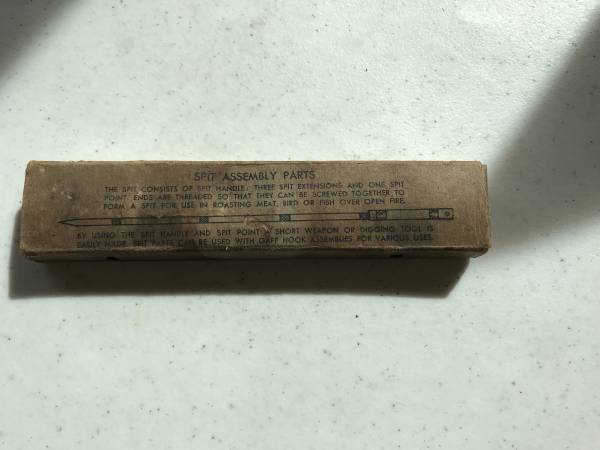 SPIT ASSEMBLY PARTS
THE SPIT CONSISTS OF SPIT HANDLE, THREE SPIT EXTENSIONS AND ONE SPIT
POINT. ENDS ARE THREADED SO THAT THEY CAN BE SCREWED TOGETHER TO
FORM A SPIT FOR USE IN ROASTING MEAT, BIRD OR FISH OVER OPEN FIRE.
BY USING THE SPIT HANDLE AND SPIT POINT A SHORT WEAPON OR DIGGING TOOL IS
EASILY MADE. SPIT PARTS CAN BE USED WITH GAFF HOOK ASSEMBLIES FOR VARIOUS USES.